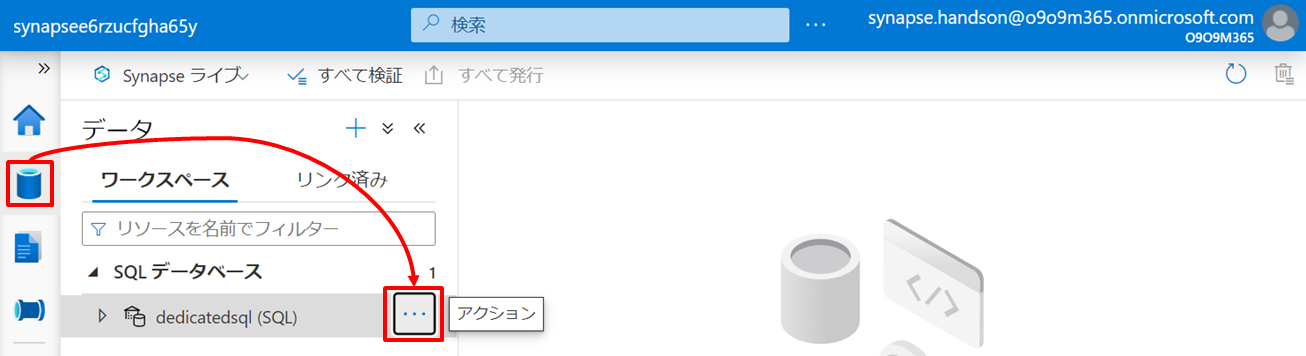 synapsee6rzucfgha65y
検索
synapse.handson@o9o9m365.onmicrosoft.com
O9O9M365
Synapse ライブ
すべて検証
すべて発行
データ
ワークスペース
リンク済み
リソースを名前でフィルター
SQL データベース
1
dedicatedsql (SQL)
アクション